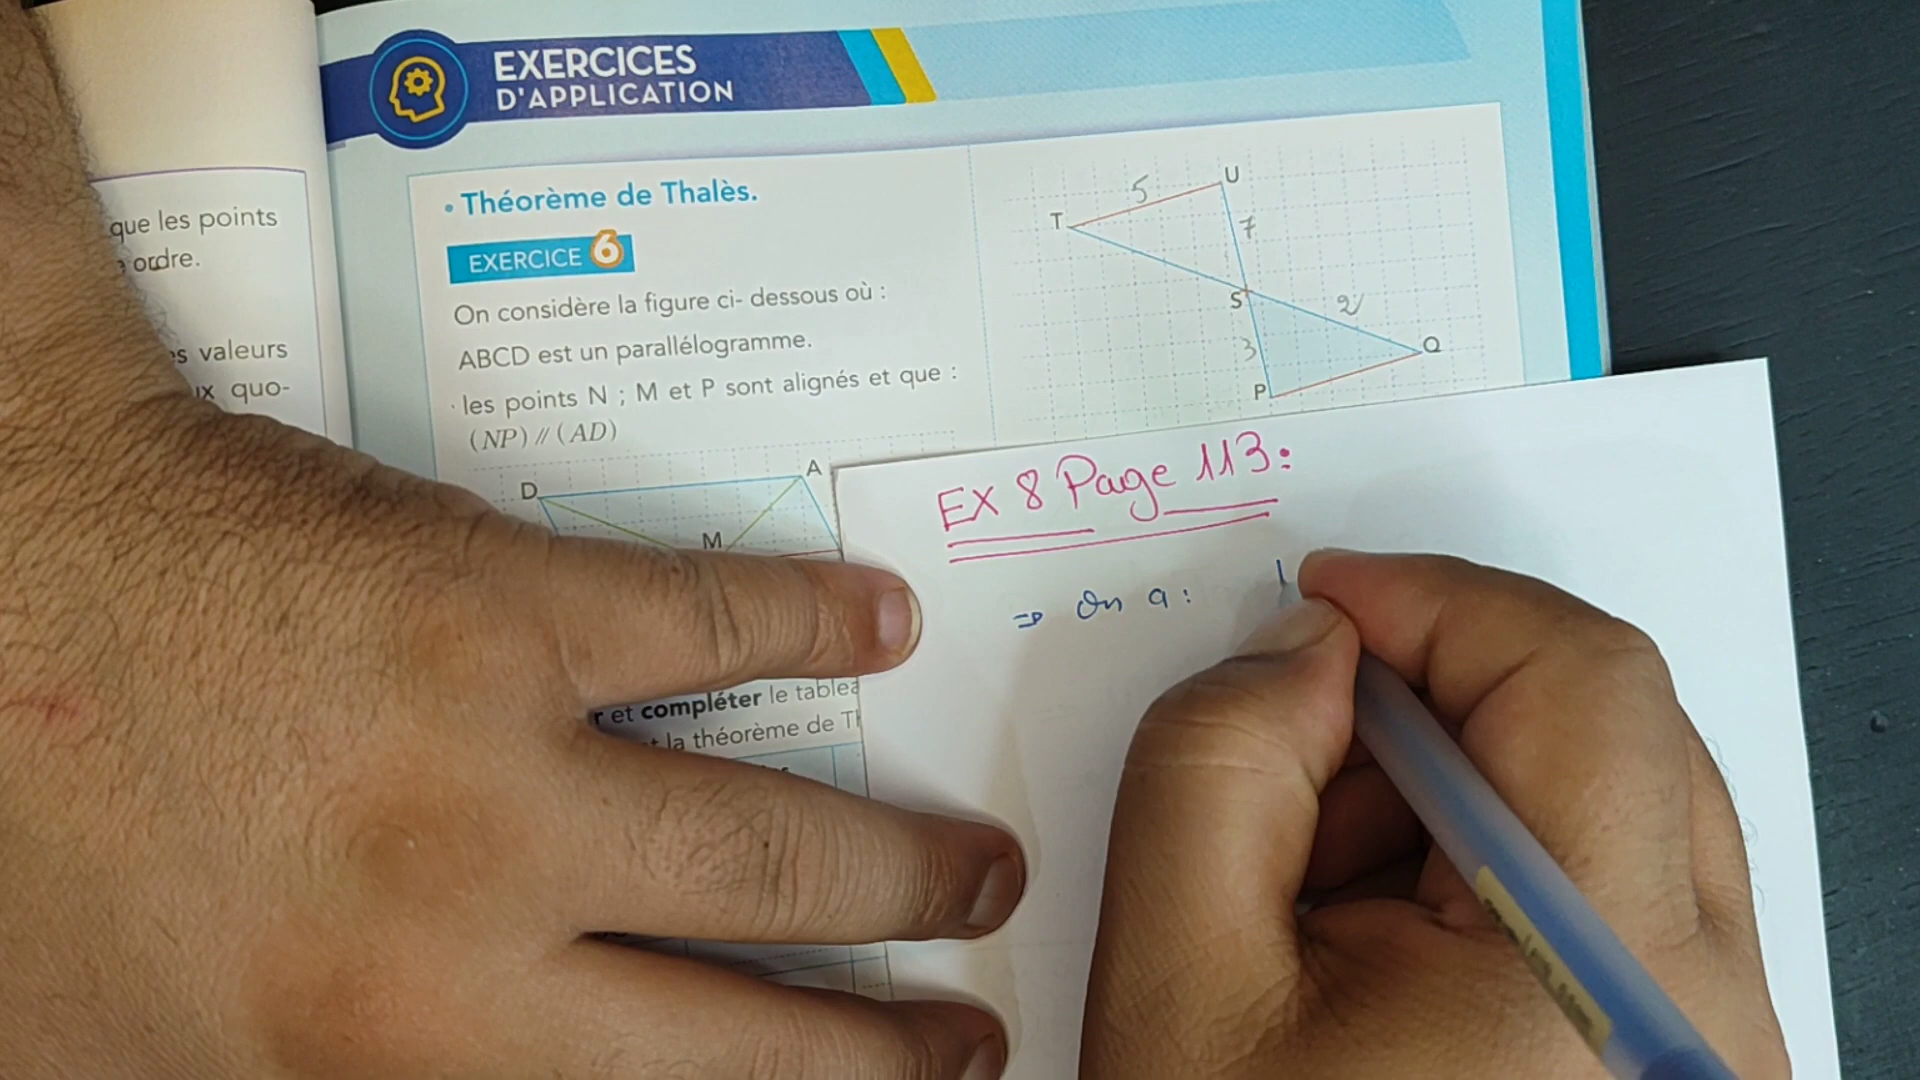 EXERCICES
D'APPLICATION
que les points
ordre.
valeurs
quo-
• Théorème de Thalès.
EXERCICE 6
On considère la figure ci- dessous où :
ABCD est un parallélogramme.
· les points N ; M et P sont alignés et que :
(NP) // (AD)
D
A
M
et compléter le
la théorème de
T
5
U
7
S
2
3
P
Q
EX 8 Page 113:
⇒ On a :